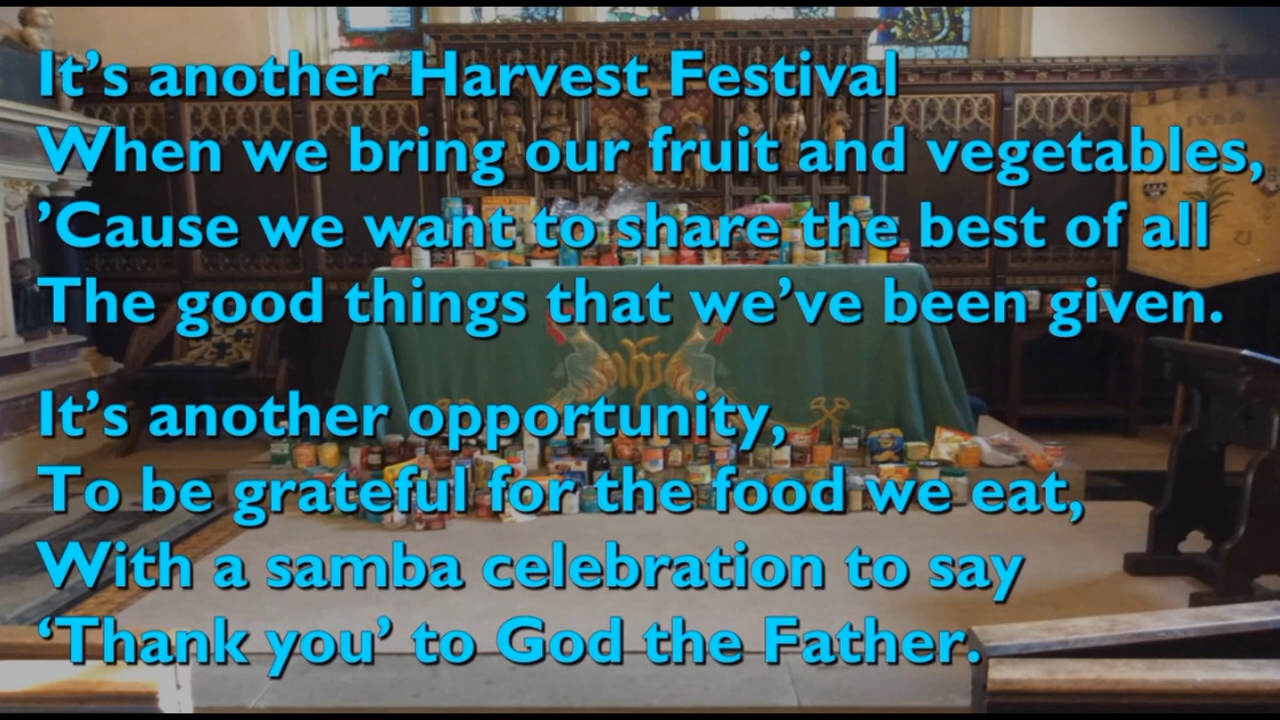 It’s another Harvest Festival
When we bring our fruit and vegetables,
’Cause we want to share the best of all
The good things that we’ve been given.
It’s another opportunity,
To be grateful for the food we eat,
With a samba celebration to say
‘Thank you’ to God the Father.